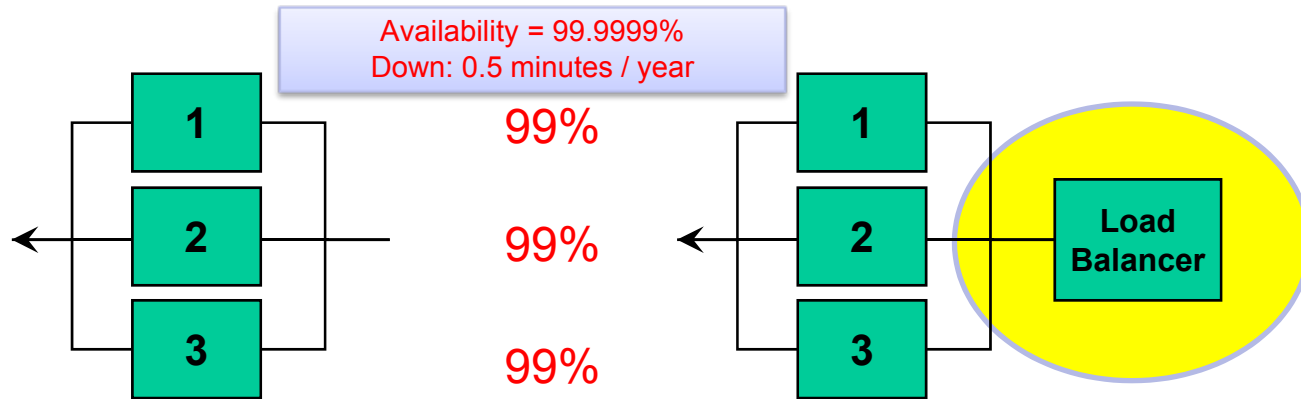 Availability = 99.9999%
Down: 0.5 minutes / year
1
99%
1
2
99%
2
Load
Balancer
3
99%
3